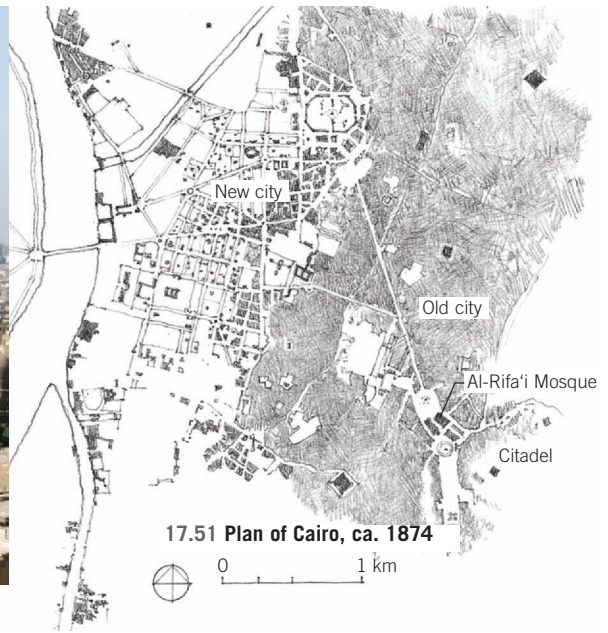 New city
Old city
Al-Rifa‘i Mosque
Citadel
17.51 Plan of Cairo, ca. 1874
0 1 km